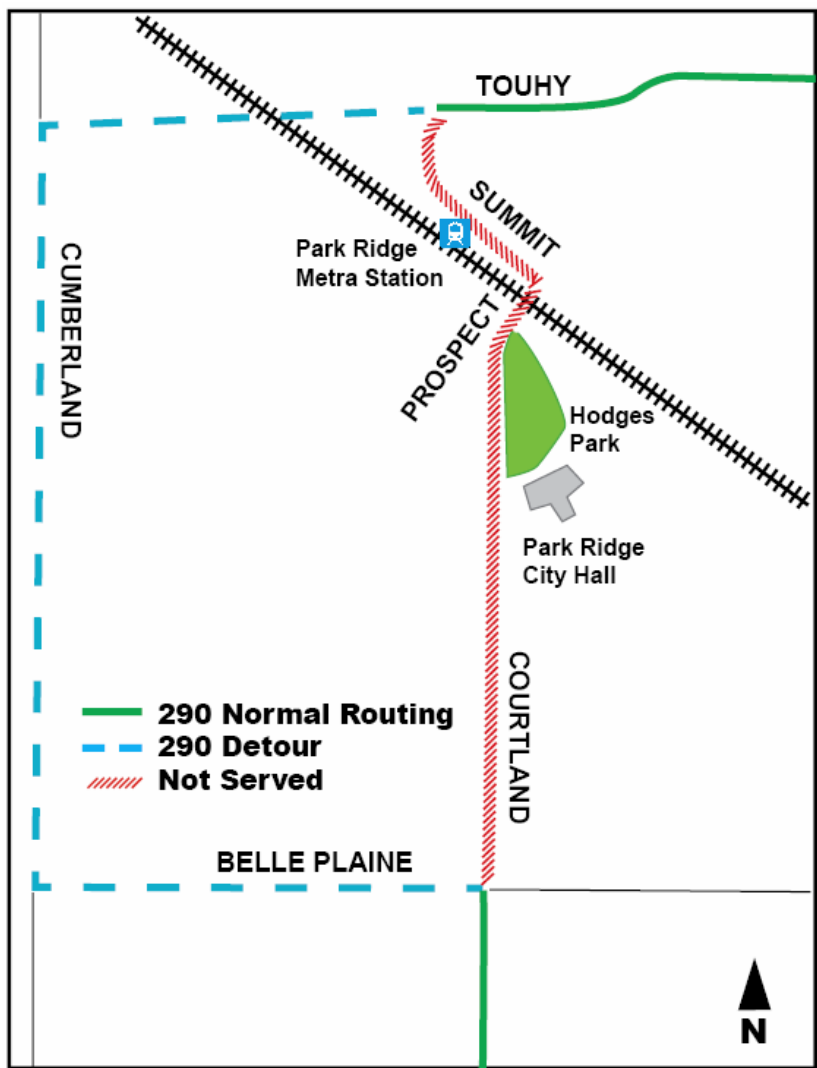 TOUHY
SUMMIT
Park Ridge
Metra Station
CUMBERLAND
PROSPECT
Hodges
Park
Park Ridge
City Hall
COURTLAND
290 Normal Routing
290 Detour
Not Served
BELLE PLAINE
N